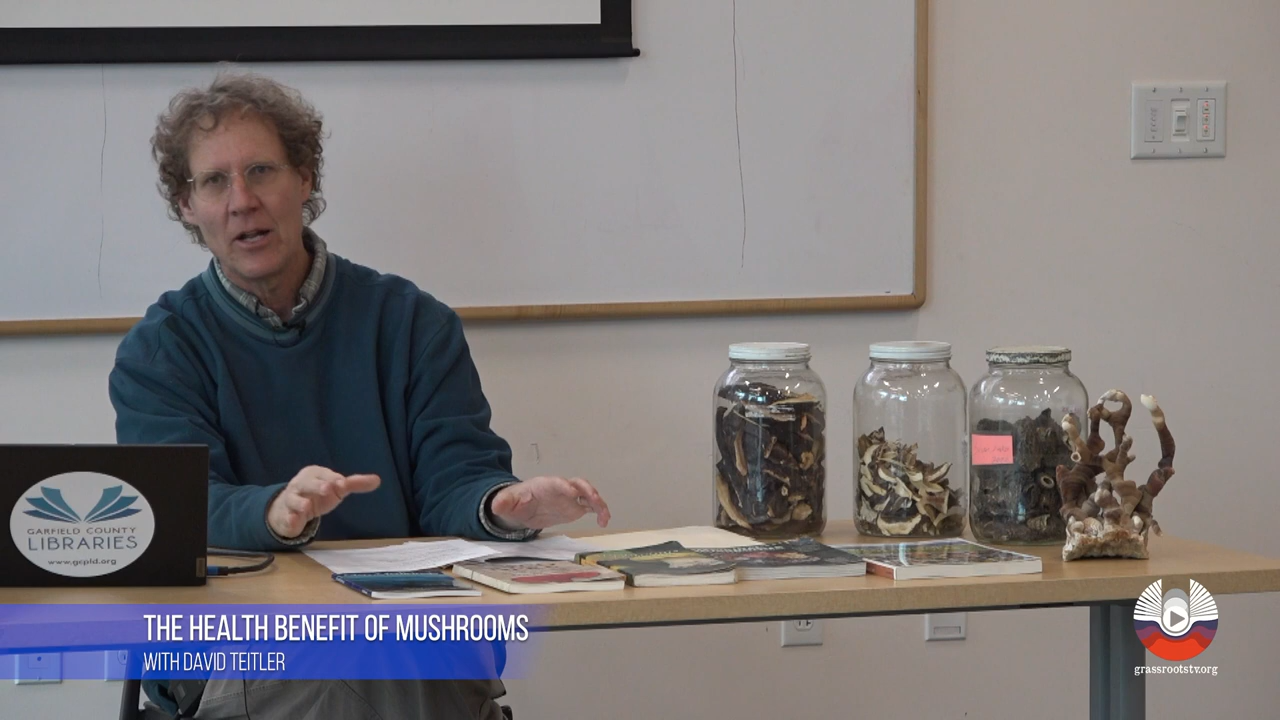 GARFIELD COUNTY
LIBRARIES
www.gcpld.org
THE HEALTH BENEFIT OF MUSHROOMS
WITH DAVID TEITLER
grassrootstv.org